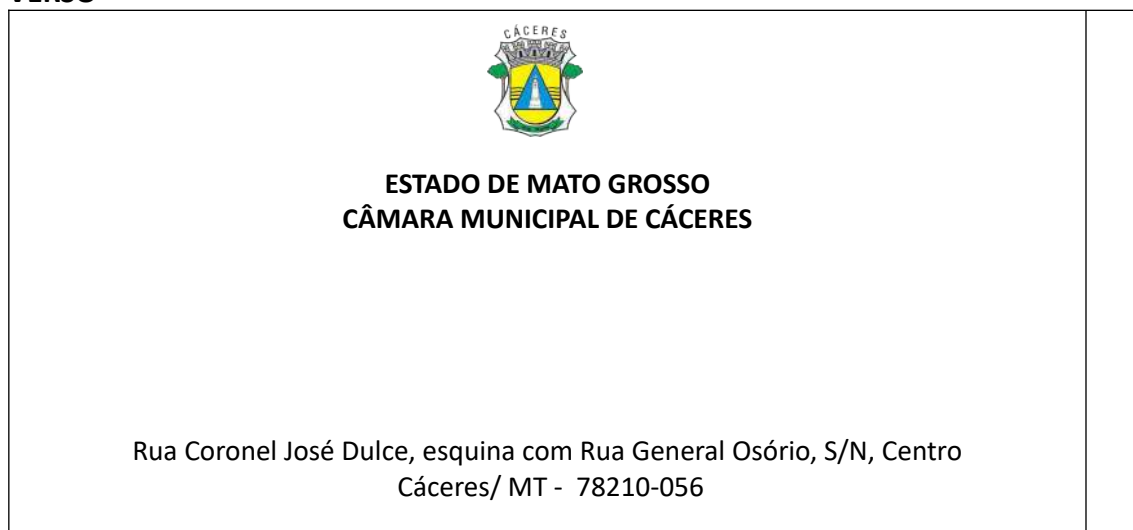 VERSO
CÁCERES
ESTADO DE MATO GROSSO
CÂMARA MUNICIPAL DE CÁCERES
Rua Coronel José Dulce, esquina com Rua General Osório, S/N, Centro
Cáceres/ MT - 78210-056